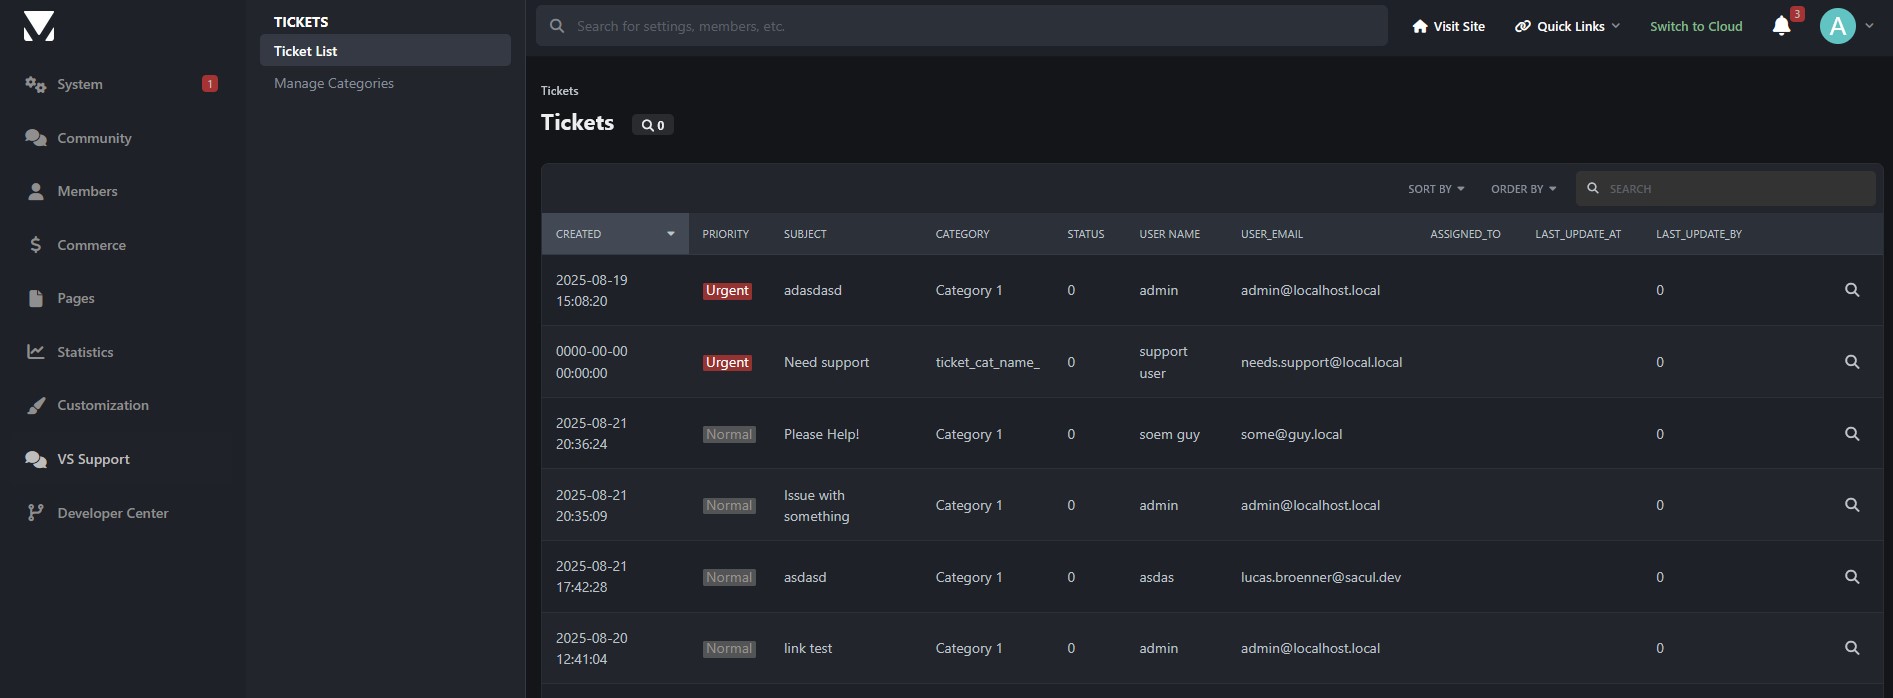 TICKETS
Ticket List
Manage Categories
System 1
Community
Members
Commerce
Pages
Statistics
Customization
VS Support
Developer Center
Search for settings, members, etc.
Visit Site
Quick Links
Switch to Cloud
3
A
Tickets
Tickets 0
SORT BY ORDER BY SEARCH
CREATED PRIORITY SUBJECT CATEGORY STATUS USER NAME USER_EMAIL ASSIGNED_TO LAST_UPDATE_AT LAST_UPDATE_BY
2025-08-19
15:08:20
Urgent adasdasd Category 1 0 admin admin@localhost.local 0
0000-00-00
00:00:00
Urgent Need support ticket_cat_name_ 0
support
user
needs.support@local.local 0
2025-08-21
20:36:24
Normal Please Help! Category 1 0 soem guy some@guy.local 0
2025-08-21
20:35:09
Normal
Issue with
something
Category 1 0 admin admin@localhost.local 0
2025-08-21
17:42:28
Normal asdasd Category 1 0 asdas lucas.broenner@sacul.dev 0
2025-08-20
12:41:04
Normal link test Category 1 0 admin admin@localhost.local 0